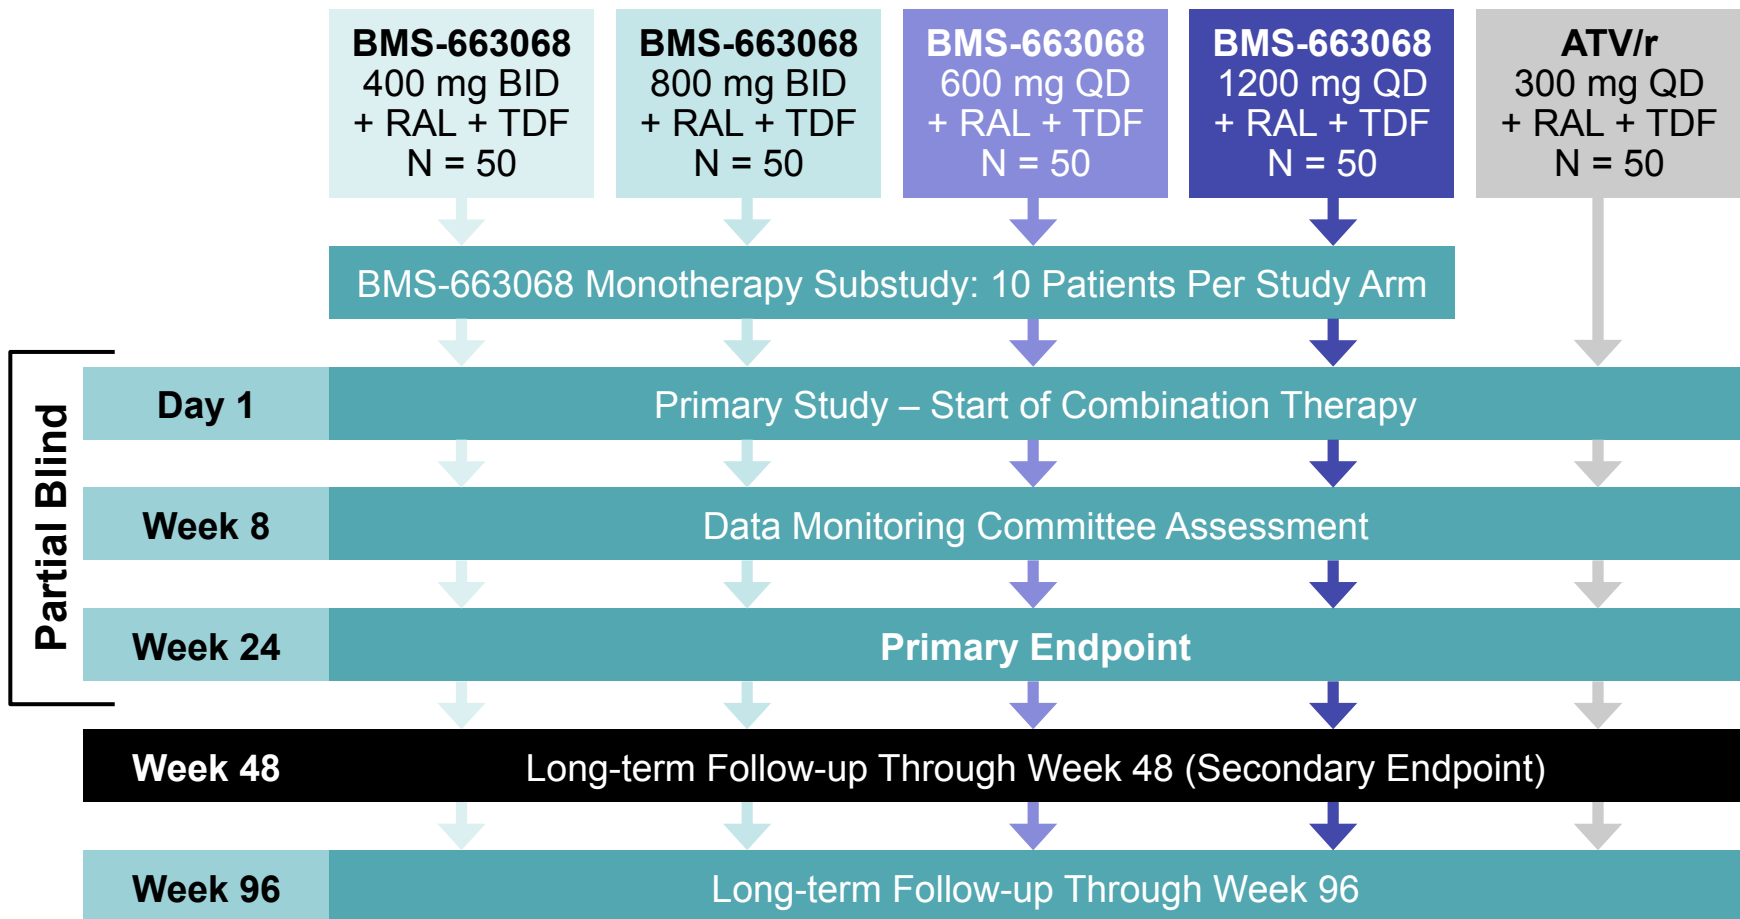 BMS-663068
400 mg BID
+ RAL + TDF
N = 50
BMS-663068
800 mg BID
+ RAL + TDF
N = 50
BMS-663068
600 mg QD
+ RAL + TDF
N = 50
BMS-663068
1200 mg QD
+ RAL + TDF
N = 50
ATV/r
300 mg QD
+ RAL + TDF
N = 50
BMS-663068 Monotherapy Substudy: 10 Patients Per Study Arm
Partial Blind
Day 1
Primary Study – Start of Combination Therapy
Week 8
Data Monitoring Committee Assessment
Week 24
Primary Endpoint
Week 48
Long-term Follow-up Through Week 48 (Secondary Endpoint)
Week 96
Long-term Follow-up Through Week 96